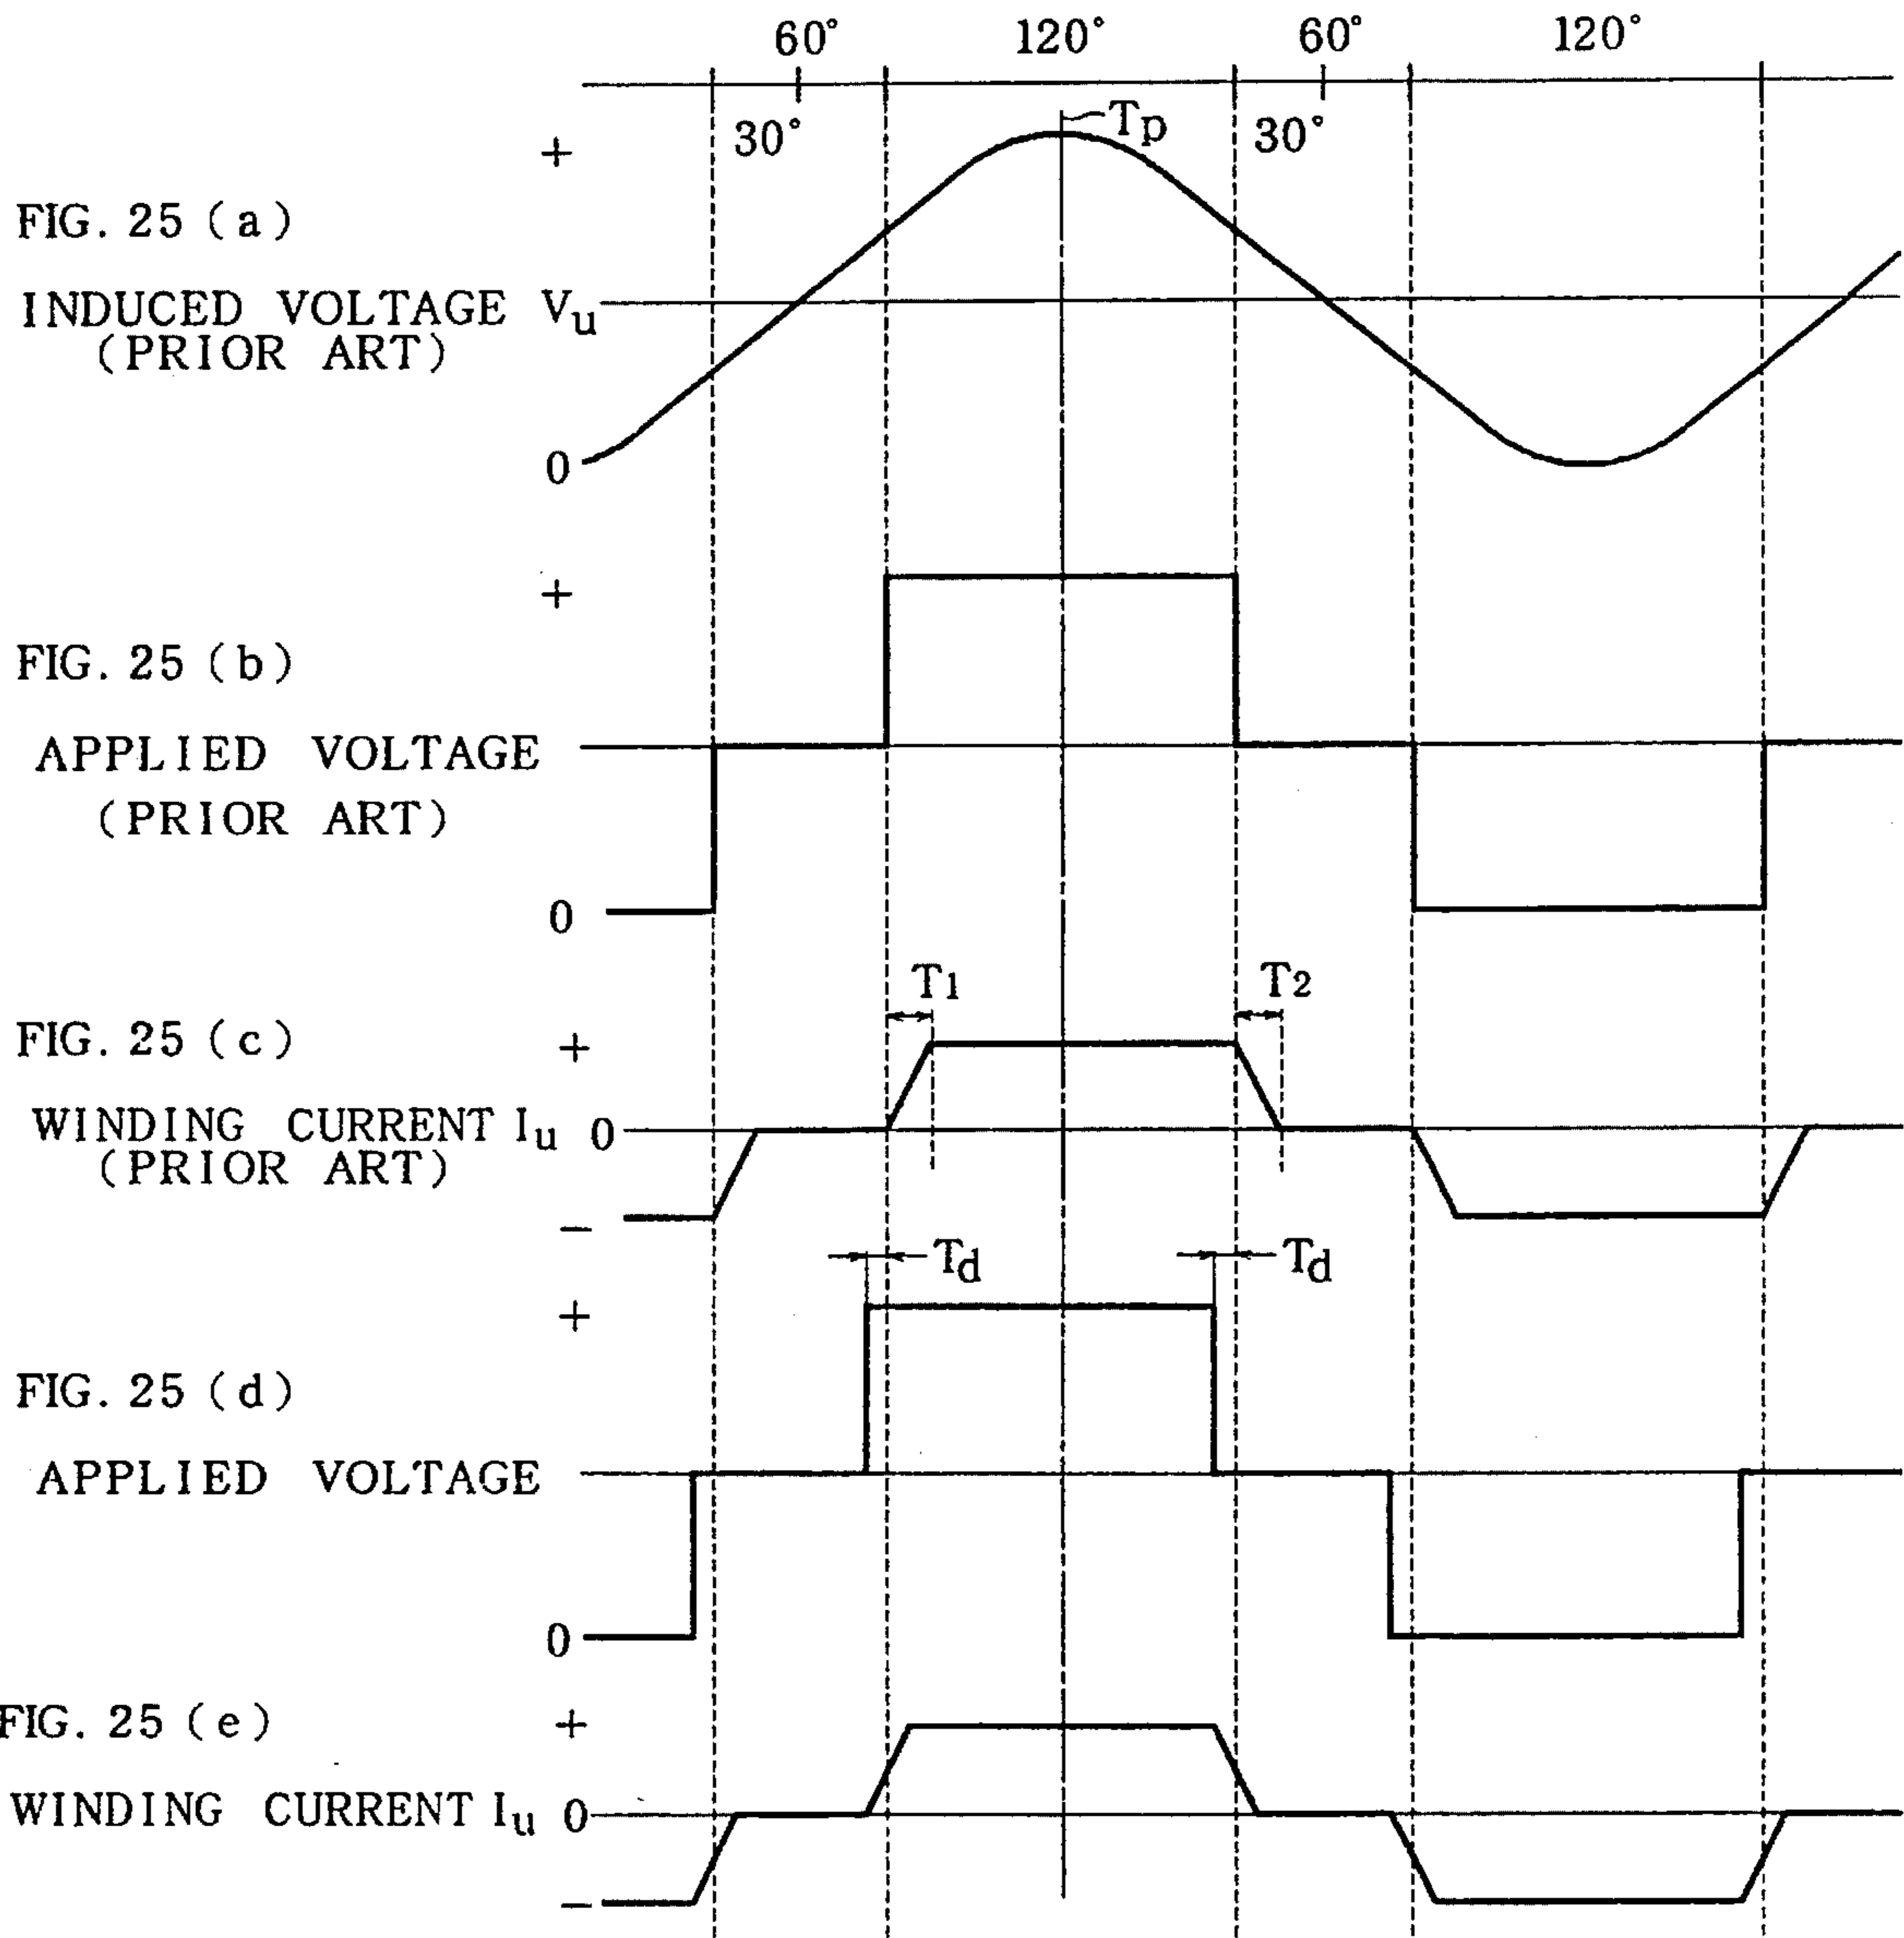 60° 120° 60° 120°
30° Tp 30°
+
FIG. 25 (a)
INDUCED VOLTAGE Vu
(PRIOR ART)
0
+
FIG. 25 (b)
APPLIED VOLTAGE
(PRIOR ART)
0
T1 T2
FIG. 25 (c) +
WINDING CURRENT Iu 0
(PRIOR ART)
−
Td Td
+
FIG. 25 (d)
APPLIED VOLTAGE
0
FIG. 25 (e) +
WINDING CURRENT Iu 0
−